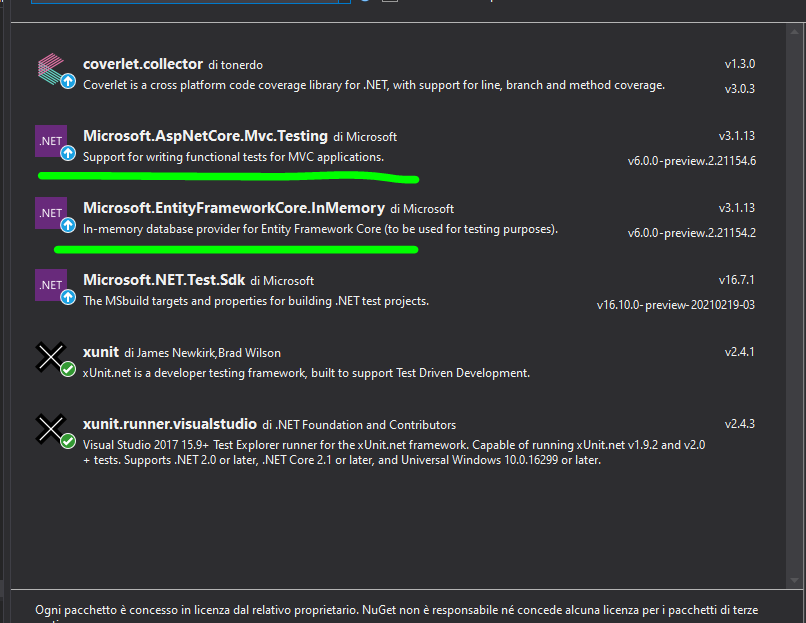 coverlet.collector di tonerdo v1.3.0
Coverlet is a cross platform code coverage library for .NET, with support for line, branch and method coverage. v3.0.3
.NET Microsoft.AspNetCore.Mvc.Testing di Microsoft v3.1.13
Support for writing functional tests for MVC applications. v6.0.0-preview.2.21154.6
.NET Microsoft.EntityFrameworkCore.InMemory di Microsoft v3.1.13
In-memory database provider for Entity Framework Core (to be used for testing purposes). v6.0.0-preview.2.21154.2
.NET Microsoft.NET.Test.Sdk di Microsoft v16.7.1
The MSbuild targets and properties for building .NET test projects. v16.10.0-preview-20210219-03
xunit di James Newkirk,Brad Wilson v2.4.1
xUnit.net is a developer testing framework, built to support Test Driven Development.
xunit.runner.visualstudio di .NET Foundation and Contributors v2.4.3
Visual Studio 2017 15.9+ Test Explorer runner for the xUnit.net framework. Capable of running xUnit.net v1.9.2 and v2.0
+ tests. Supports .NET 2.0 or later, .NET Core 2.1 or later, and Universal Windows 10.0.16299 or later.
Ogni pacchetto è concesso in licenza dal relativo proprietario. NuGet non è responsabile né concede alcuna licenza per i pacchetti di terze